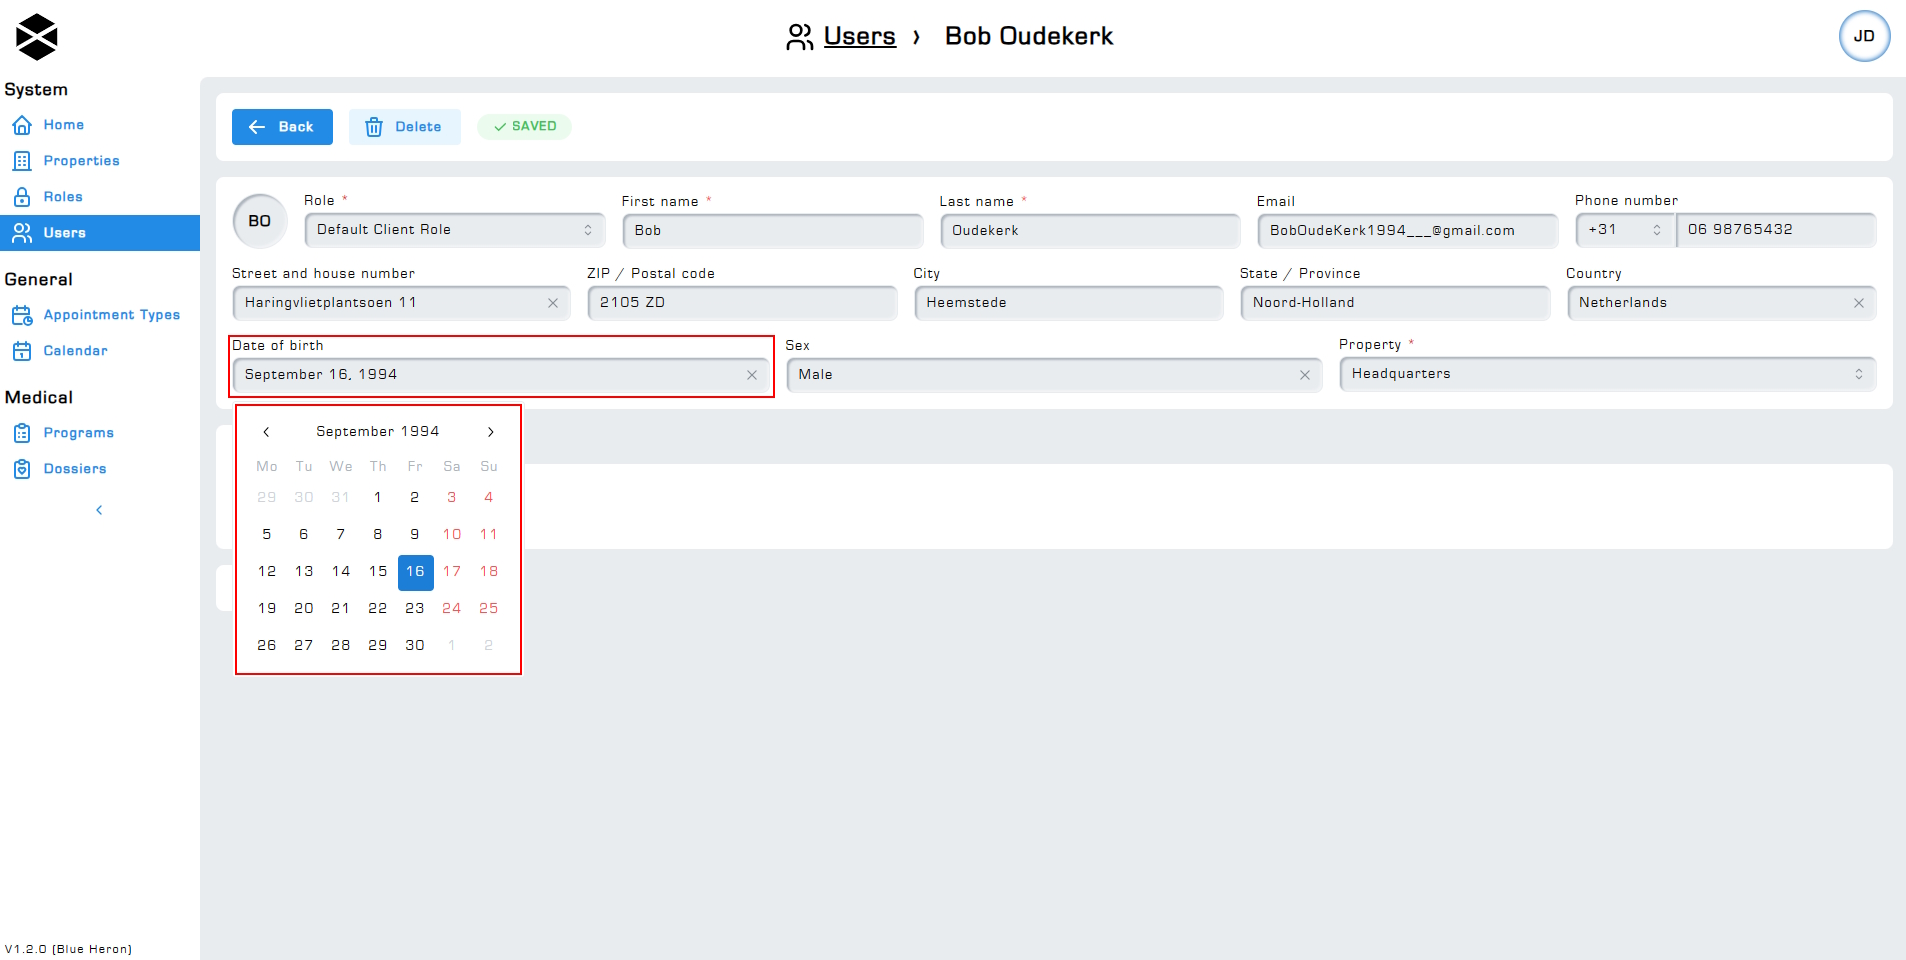 Users › Bob Oudekerk
JD
System
Home
Properties
Roles
Users
General
Appointment Types
Calendar
Medical
Programs
Dossiers
V1.2.0 (Blue Heron)
Back Delete SAVED
BO
Role * First name * Last name * Email Phone number
Default Client Role Bob Oudekerk BobOudeKerk1994___@gmail.com +31 06 98765432
Street and house number ZIP / Postal code City State / Province Country
Haringvlietplantsoen 11 2105 ZD Heemstede Noord-Holland Netherlands
Date of birth Sex Property *
September 16, 1994 Male Headquarters
September 1994
Mo Tu We Th Fr Sa Su
29 30 31 1 2 3 4
5 6 7 8 9 10 11
12 13 14 15 16 17 18
19 20 21 22 23 24 25
26 27 28 29 30 1 2